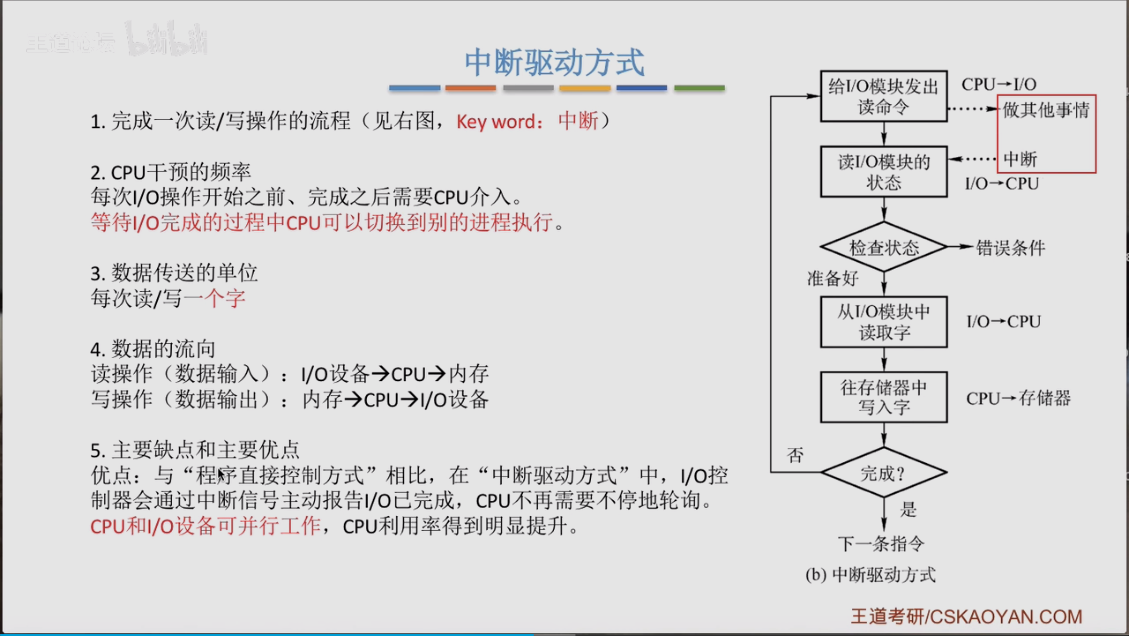 王道论坛 bilibili
中断驱动方式
1. 完成一次读/写操作的流程（见右图，Key word：中断）
2. CPU干预的频率
每次I/O操作开始之前、完成之后需要CPU介入。
等待I/O完成的过程中CPU可以切换到别的进程执行。
3. 数据传送的单位
每次读/写一个字
4. 数据的流向
读操作（数据输入）：I/O设备→CPU→内存
写操作（数据输出）：内存→CPU→I/O设备
5. 主要缺点和主要优点
优点：与“程序直接控制方式”相比，在“中断驱动方式”中，I/O控
制器会通过中断信号主动报告I/O已完成，CPU不再需要不停地轮询。
CPU和I/O设备可并行工作，CPU利用率得到明显提升。
给I/O模块发出
读命令
CPU→I/O
做其他事情
中断
读I/O模块的
状态
I/O→CPU
检查状态
错误条件
准备好
从I/O模块中
读取字
I/O→CPU
往存储器中
写入字
CPU→存储器
否
完成？
是
下一条指令
(b) 中断驱动方式
王道考研/CSKAOYAN.COM